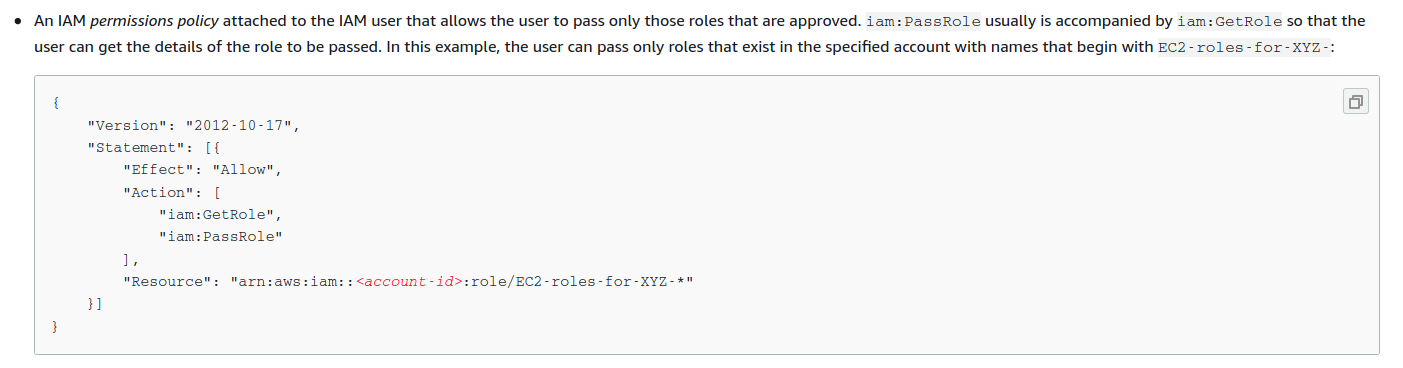 • An IAM permissions policy attached to the IAM user that allows the user to pass only those roles that are approved. iam:PassRole usually is accompanied by iam:GetRole so that the
user can get the details of the role to be passed. In this example, the user can pass only roles that exist in the specified account with names that begin with EC2-roles-for-XYZ-:
{
    "Version": "2012-10-17",
    "Statement": [{
        "Effect": "Allow",
        "Action": [
            "iam:GetRole",
            "iam:PassRole"
        ],
        "Resource": "arn:aws:iam::<account-id>:role/EC2-roles-for-XYZ-*"
    }]
}